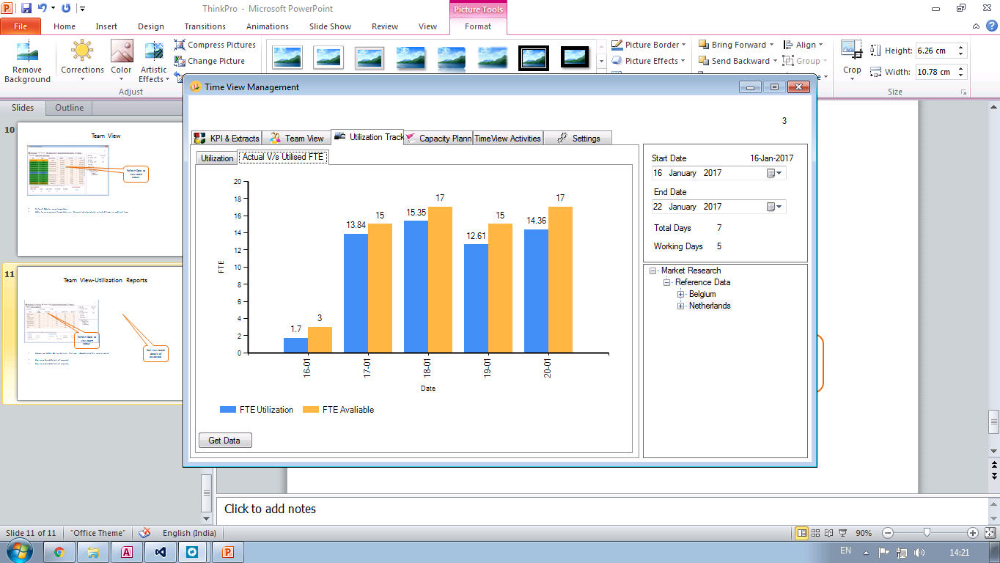 ThinkPro - Microsoft PowerPoint
Picture Tools
File Home Insert Design Transitions Animations Slide Show Review View Format
Remove Background
Corrections
Color
Artistic Effects
Compress Pictures
Change Picture
Adjust
Picture Border
Picture Effects
Bring Forward
Send Backward
Align
Group
Crop
Height: 6.26 cm
Width: 10.78 cm
Size
Slides Outline
10
Team View
11
Team View-Utilization Reports
Time View Management
3
KPI & Extracts Team View Utilization Track Capacity Plann TimeView Activities Settings
Utilization Actual V/s Utilised FTE
FTE
20
18
16
14
12
10
8
6
4
2
0
1.7 3
13.84 15
15.35 17
12.61 15
14.36 17
16-01 17-01 18-01 19-01 20-01
Date
FTE Utilization FTE Avaliable
Get Data
Start Date 16-Jan-2017
16 January 2017
End Date
22 January 2017
Total Days 7
Working Days 5
Market Research
Reference Data
Belgium
Netherlands
Click to add notes
Slide 11 of 11 "Office Theme" English (India) 90%
EN 14:21